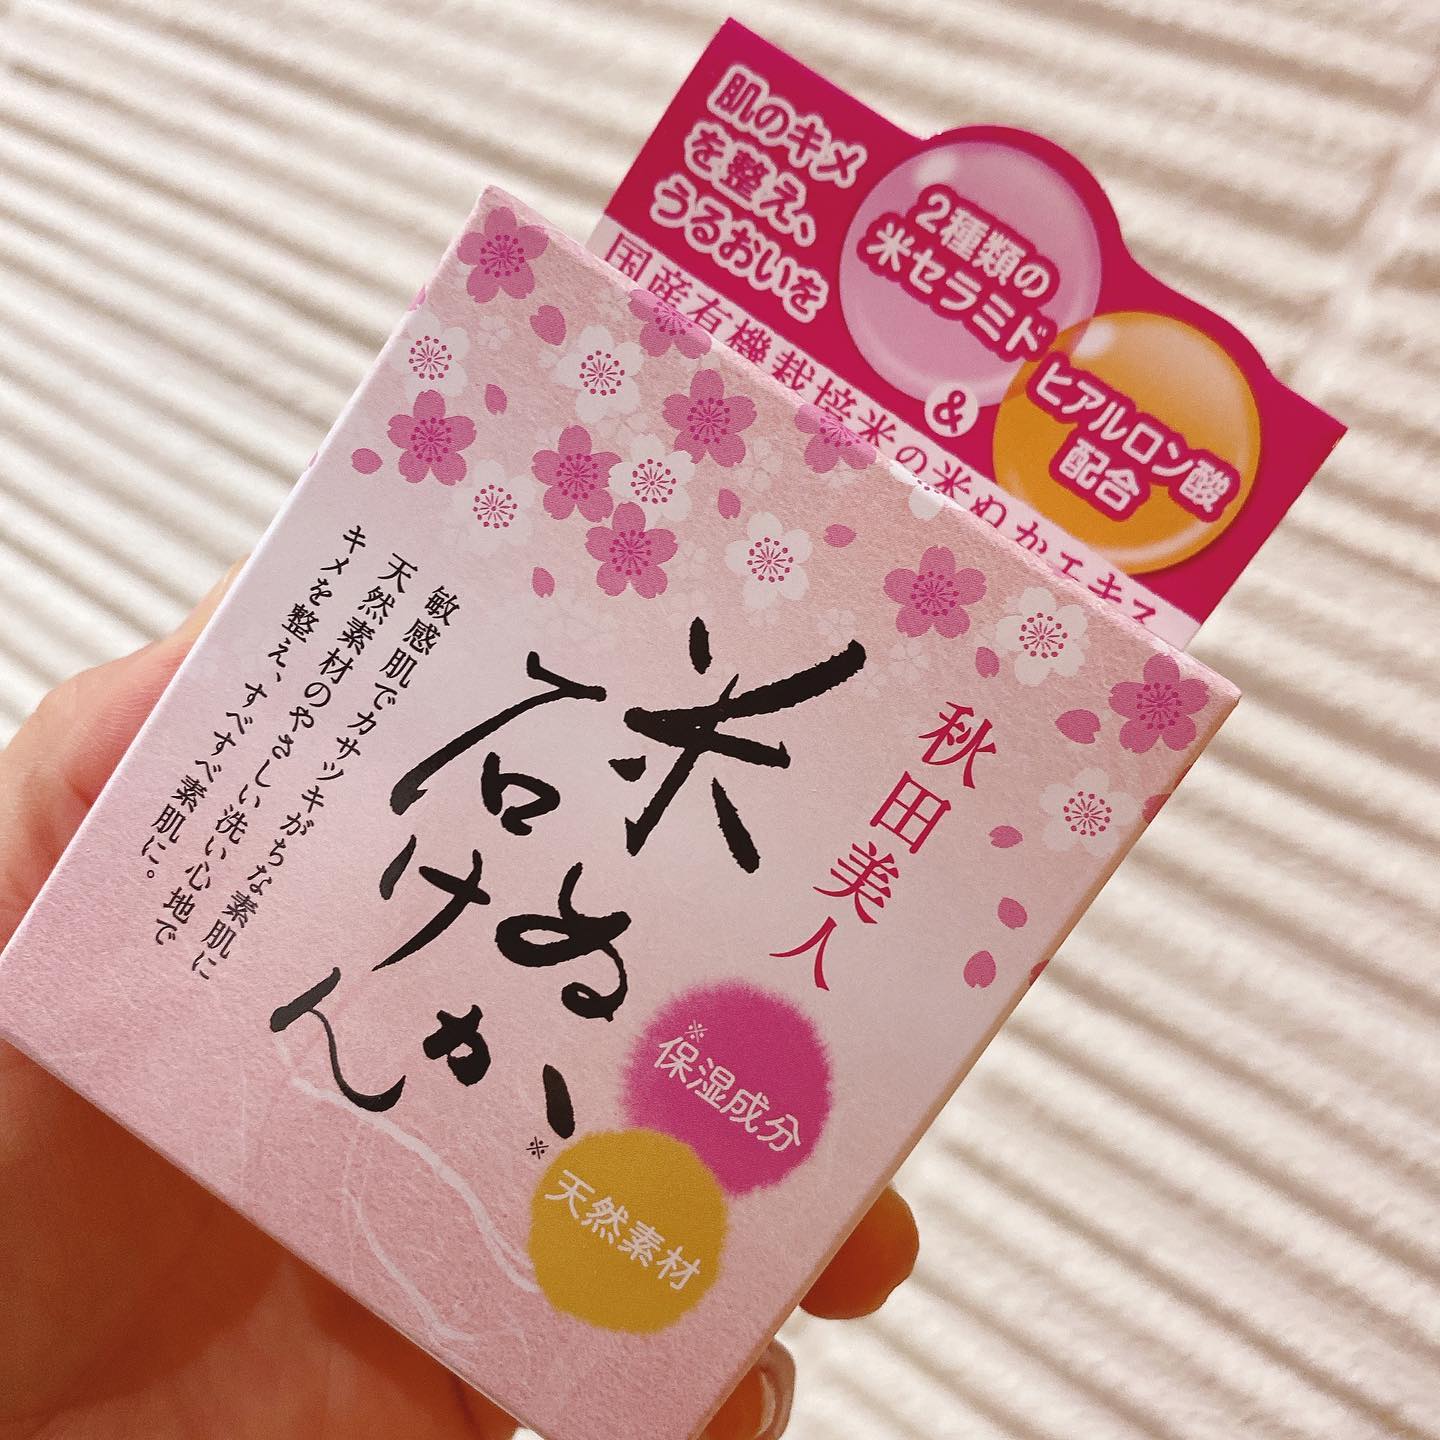 肌のキメ
を整え、
うるおいを
2種類の
米セラミド
&
ヒアルロン酸
配合
国産有機栽培米の米ぬかエキス
秋田美人
米ぬか
石けん
敏感肌でカサツキがちな素肌に
天然素材のやさしい洗い心地で
キメを整え、すべすべ素肌に。
※保湿成分
※天然素材